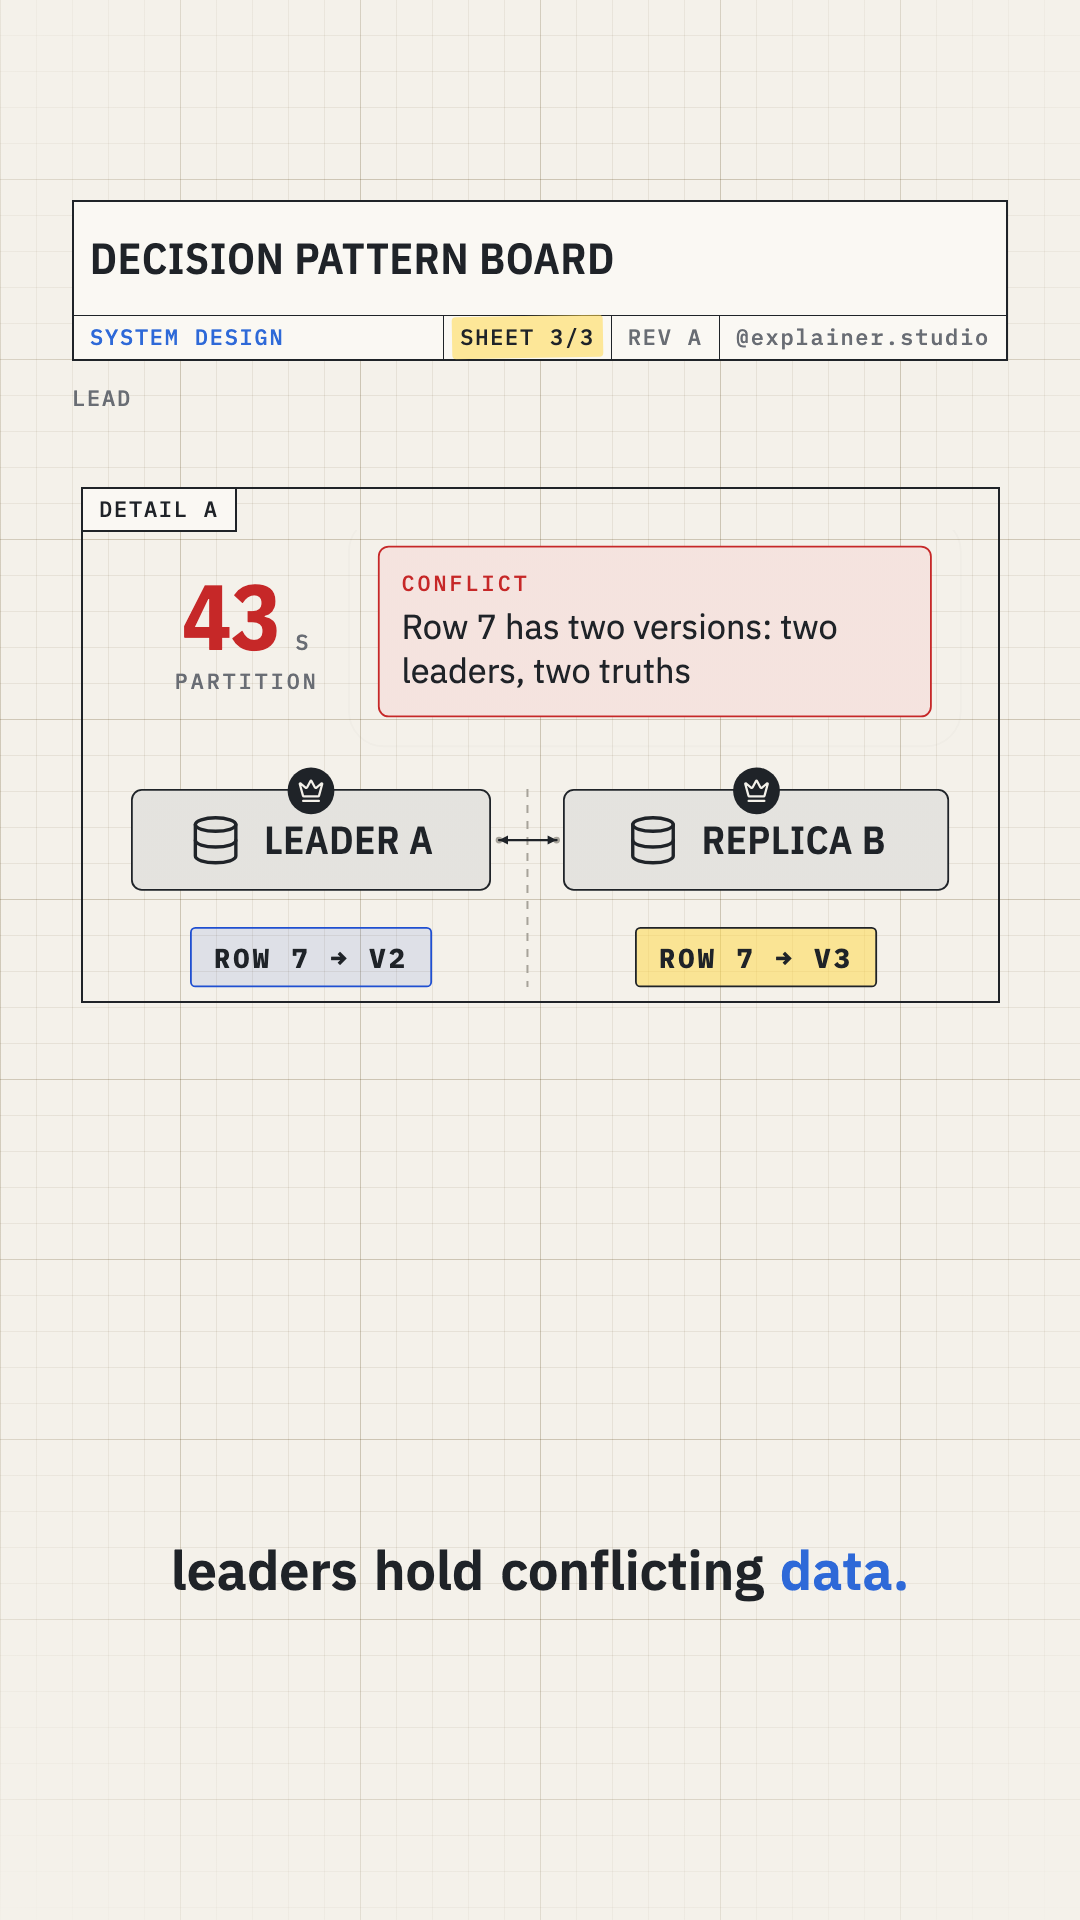 DECISION PATTERN BOARD
SYSTEM DESIGN
SHEET 3/3
REV A
@explainer.studio
LEAD
DETAIL A
43 S
PARTITION
CONFLICT
Row 7 has two versions: two
leaders, two truths
LEADER A
REPLICA B
ROW 7 → V2
ROW 7 → V3
leaders hold conflicting data.